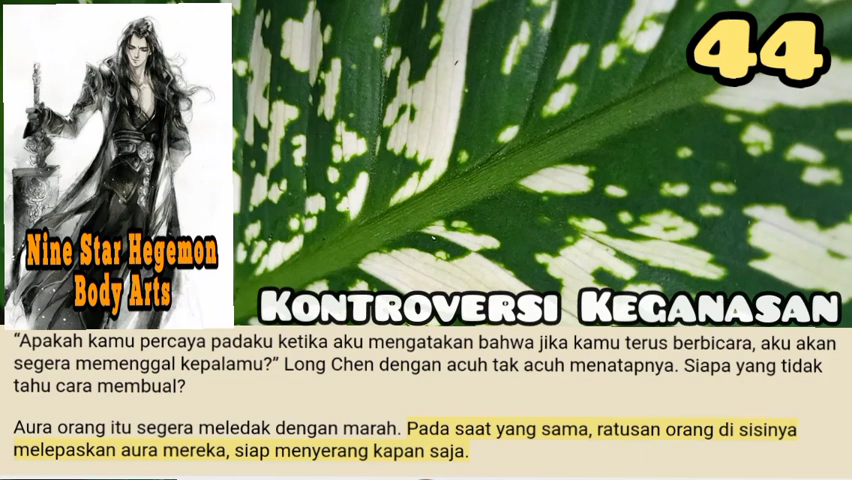 44
Nine Star Hegemon
Body Arts
Kontroversi Keganasan
“Apakah kamu percaya padaku ketika aku mengatakan bahwa jika kamu terus berbicara, aku akan
segera memenggal kepalamu?” Long Chen dengan acuh tak acuh menatapnya. Siapa yang tidak
tahu cara membual?
Aura orang itu segera meledak dengan marah. Pada saat yang sama, ratusan orang di sisinya
melepaskan aura mereka, siap menyerang kapan saja.